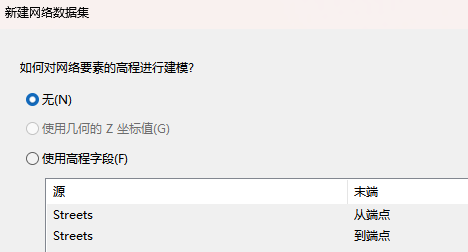 新建网络数据集
如何对网络要素的高程进行建模?
无(N)
使用几何的 Z 坐标值(G)
使用高程字段(F)
源 末端
Streets 从端点
Streets 到端点